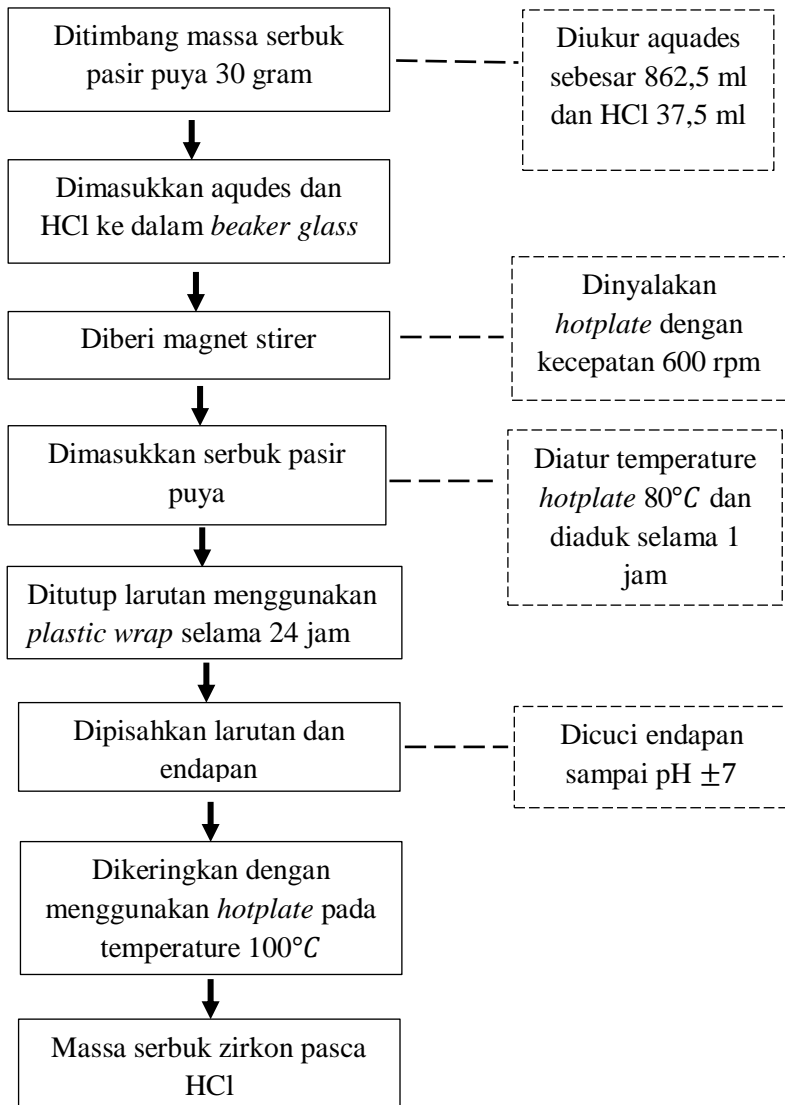 Ditimbang massa serbuk
pasir puya 30 gram
Diukur aquades
sebesar 862,5 ml
dan HCl 37,5 ml
Dimasukkan aqudes dan
HCl ke dalam beaker glass
Diberi magnet stirer
Dinyalakan
hotplate dengan
kecepatan 600 rpm
Dimasukkan serbuk pasir
puya
Diatur temperature
hotplate 80°C dan
diaduk selama 1
jam
Ditutup larutan menggunakan
plastic wrap selama 24 jam
Dipisahkan larutan dan
endapan
Dicuci endapan
sampai pH ±7
Dikeringkan dengan
menggunakan hotplate pada
temperature 100°C
Massa serbuk zirkon pasca
HCl